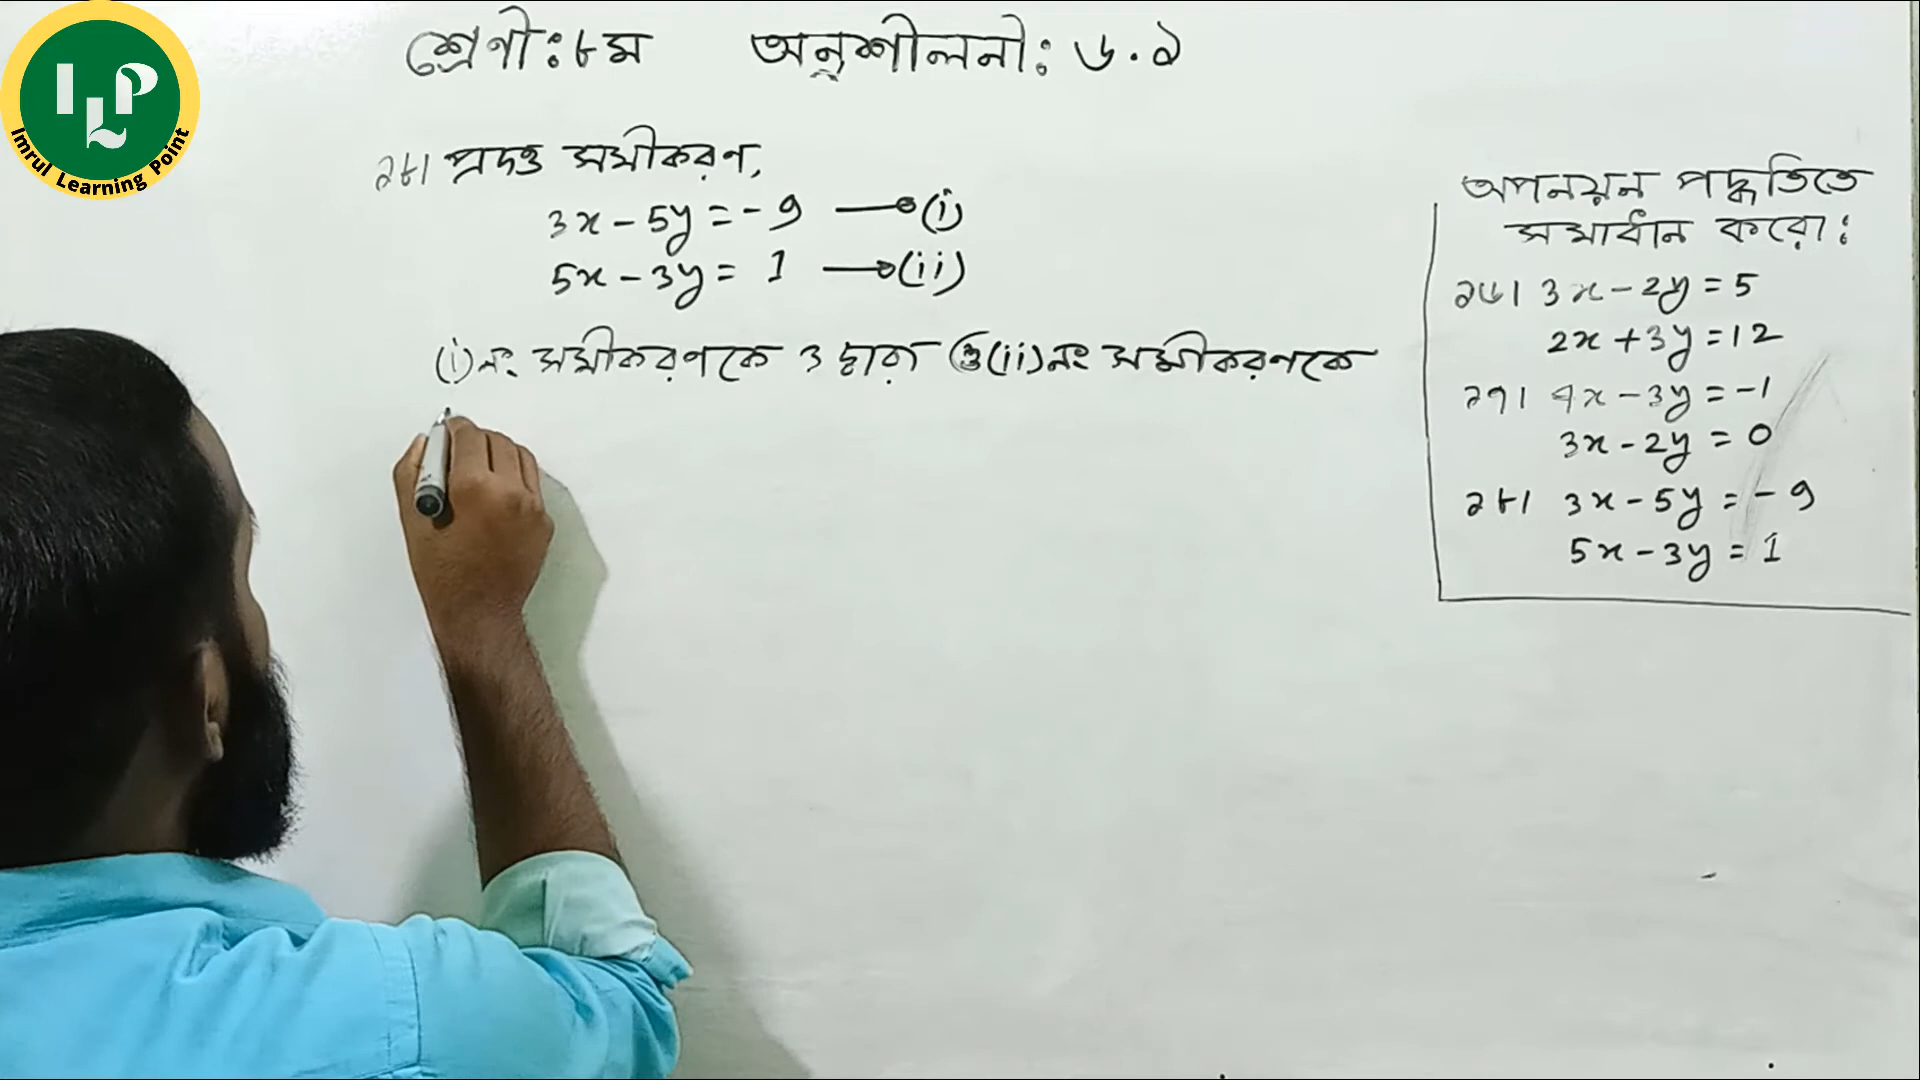 ILP
Imrul Learning Point
শ্রেণী: ৮ম অনুশীলনী: ৬.১
১৮। প্রদত্ত সমীকরণ,
3x - 5y = - 9 → (i)
5x - 3y = 1 → (ii)
(i) নং সমীকরণকে 3 দ্বারা ও (ii) নং সমীকরণকে
অপনয়ন পদ্ধতিতে
সমাধান করো:
১৬। 3x - 2y = 5
2x + 3y = 12
১৭। 4x - 3y = -1
3x - 2y = 0
১৮। 3x - 5y = - 9
5x - 3y = 1